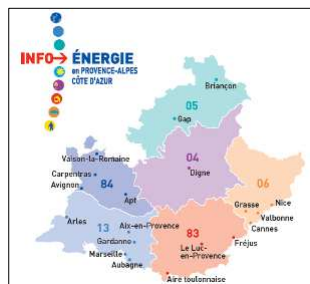 INFO→ ÉNERGIE
en PROVENCE-ALPES
CÔTE D'AZUR
Briançon
05
Gap
04
Digne
Vaison-la-Romaine
Carpentras
Avignon
84
Apt
06
Nice
Grasse
Valbonne
Cannes
Arles
13
Aix-en-Provence
Gardanne
Marseille
Aubagne
83
Le Luc-
en-Provence
Fréjus
Aire toulonnaise